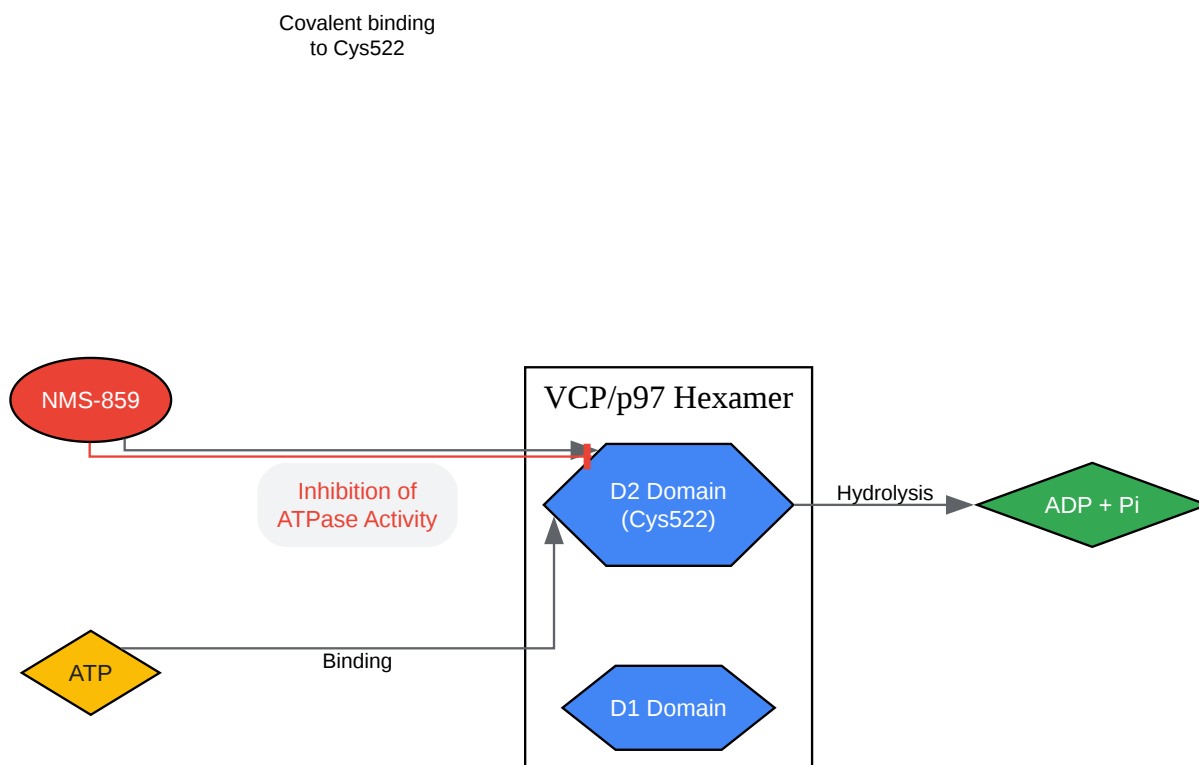 Covalent binding
to Cys522
NMS-859
VCP/p97 Hexamer
Inhibition of
ATPase Activity
D2 Domain
(Cys522)
Hydrolysis
ADP + Pi
ATP
Binding
D1 Domain